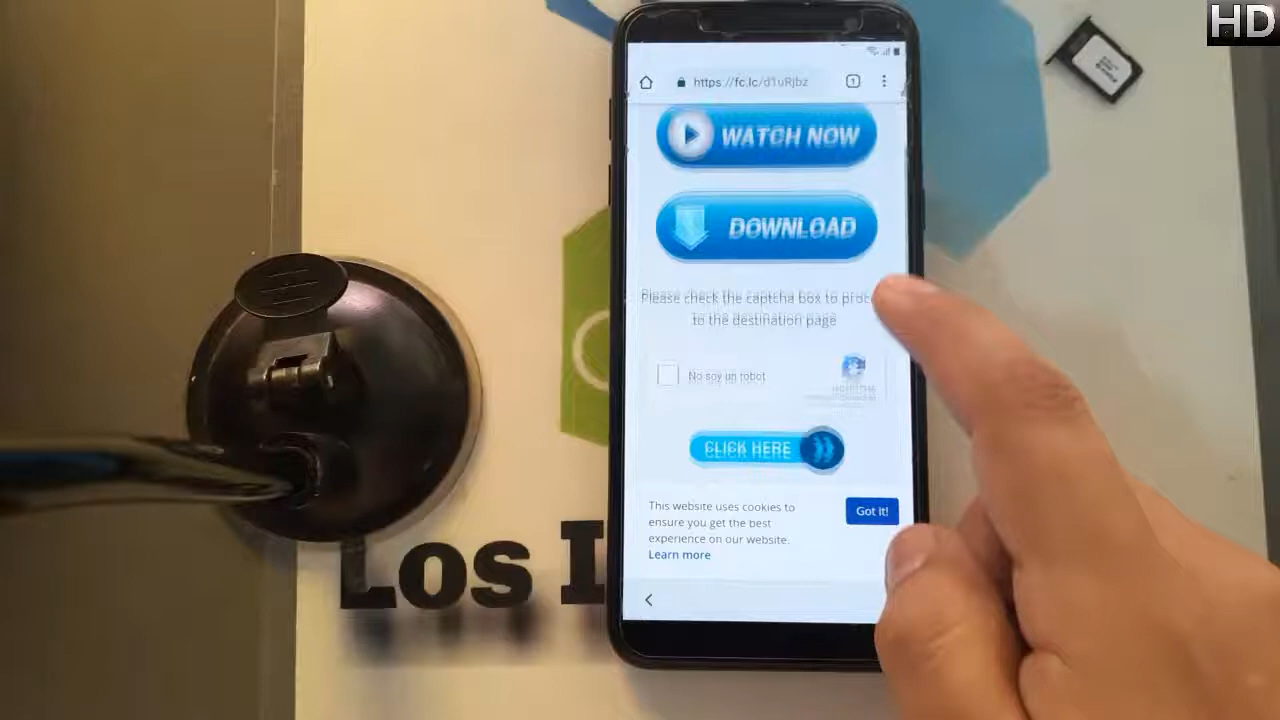 HD
https://fc.lc/d1uRjbz
1
WATCH NOW
DOWNLOAD
Please check the captcha box to proc
to the destination page
No soy un robot
CLICK HERE
This website uses cookies to
ensure you get the best
experience on our website.
Learn more
Got it!
Los I